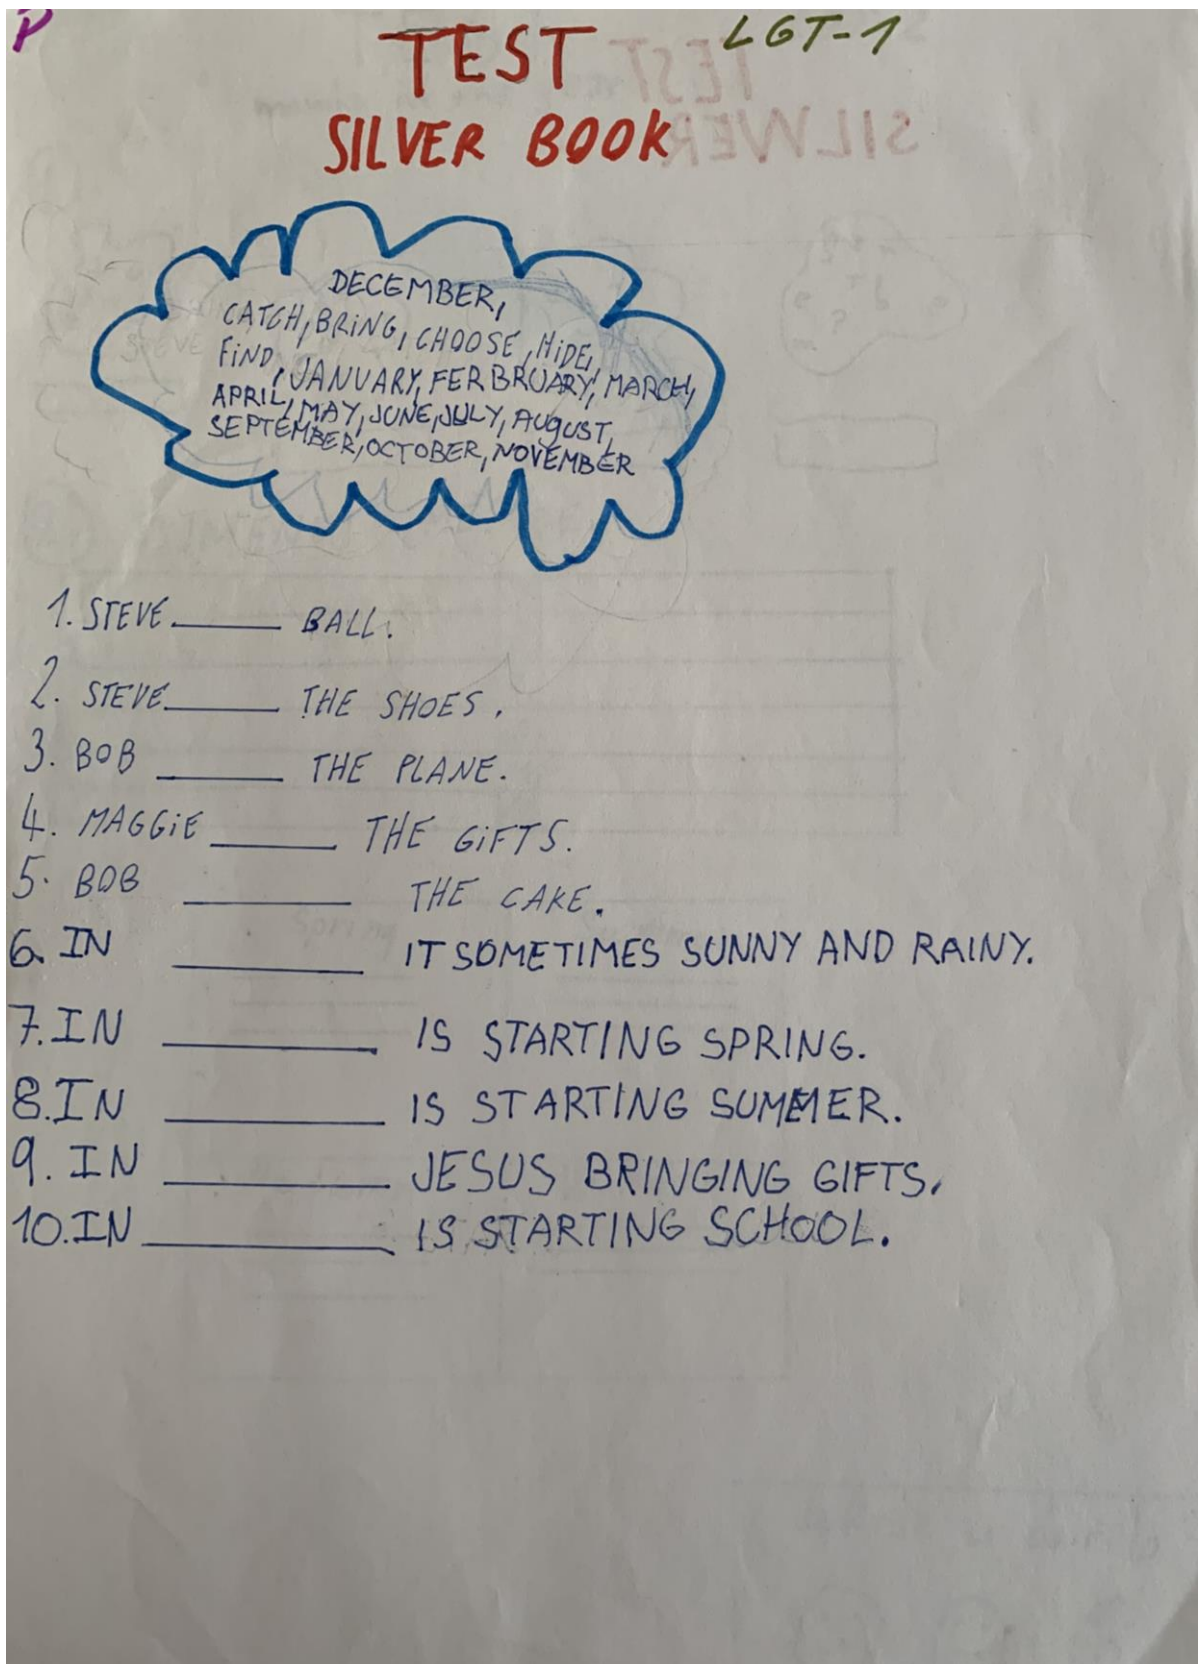 P
LGT-1
TEST
SILVER BOOK
DECEMBER,
CATCH, BRING, CHOOSE, HIDE,
FIND, JANUARY, FERBRUARY, MARCH,
APRIL, MAY, JUNE, JULY, AUGUST,
SEPTEMBER, OCTOBER, NOVEMBER
1. STEVE ______ BALL.
2. STEVE ______ THE SHOES.
3. BOB ______ THE PLANE.
4. MAGGIE ______ THE GIFTS.
5. BOB ______ THE CAKE.
6. IN ______ IT SOMETIMES SUNNY AND RAINY.
7. IN ______ IS STARTING SPRING.
8. IN ______ IS STARTING SUMMER.
9. IN ______ JESUS BRINGING GIFTS.
10. IN ______ IS STARTING SCHOOL.